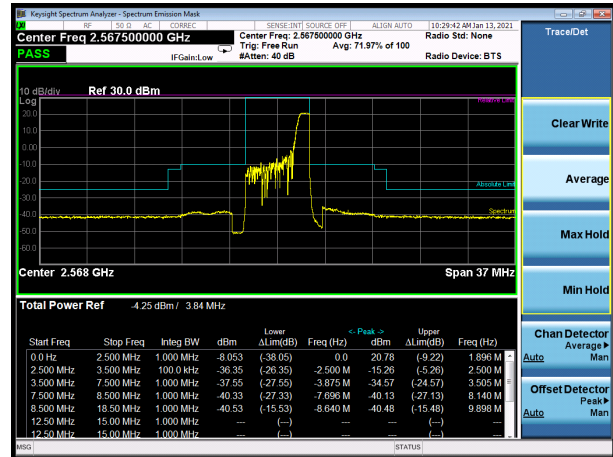 Keysight Spectrum Analyzer - Spectrum Emission Mask
RF 50 Ω AC CORREC SENSE:INT SOURCE OFF ALIGN AUTO 10:29:42 AM Jan 13, 2021
Center Freq 2.567500000 GHz Center Freq: 2.567500000 GHz Radio Std: None
Trig: Free Run Avg: 71.97% of 100
PASS IFGain:Low #Atten: 40 dB Radio Device: BTS
10 dB/div Ref 30.0 dBm
Log Relative Limit
20.0
10.0
0.00
-10.0
-20.0 Absolute Limit
-30.0
-40.0 Spectrum
-50.0
-60.0
Center 2.568 GHz Span 37 MHz
Total Power Ref -4.25 dBm / 3.84 MHz
Lower <- Peak -> Upper
Start Freq Stop Freq Integ BW dBm ΔLim(dB) Freq (Hz) dBm ΔLim(dB) Freq (Hz)
0.0 Hz 2.500 MHz 1.000 MHz -8.053 (-38.05) 0.0 20.78 (-9.22) 1.896 M
2.500 MHz 3.500 MHz 100.0 kHz -36.35 (-26.35) -2.500 M -15.26 (-5.26) 2.500 M
3.500 MHz 7.500 MHz 1.000 MHz -37.55 (-27.55) -3.875 M -34.57 (-24.57) 3.505 M
7.500 MHz 8.500 MHz 1.000 MHz -40.33 (-27.33) -7.696 M -40.13 (-27.13) 8.140 M
8.500 MHz 18.50 MHz 1.000 MHz -40.53 (-15.53) -8.640 M -40.48 (-15.48) 9.898 M
12.50 MHz 15.00 MHz 1.000 MHz --- (---) --- (---) ---
12.50 MHz 15.00 MHz 1.000 MHz --- (---) --- (---) ---
MSG STATUS
Trace/Det
Clear Write
Average
Max Hold
Min Hold
Chan Detector
Average
Auto Man
Offset Detector
Peak
Auto Man